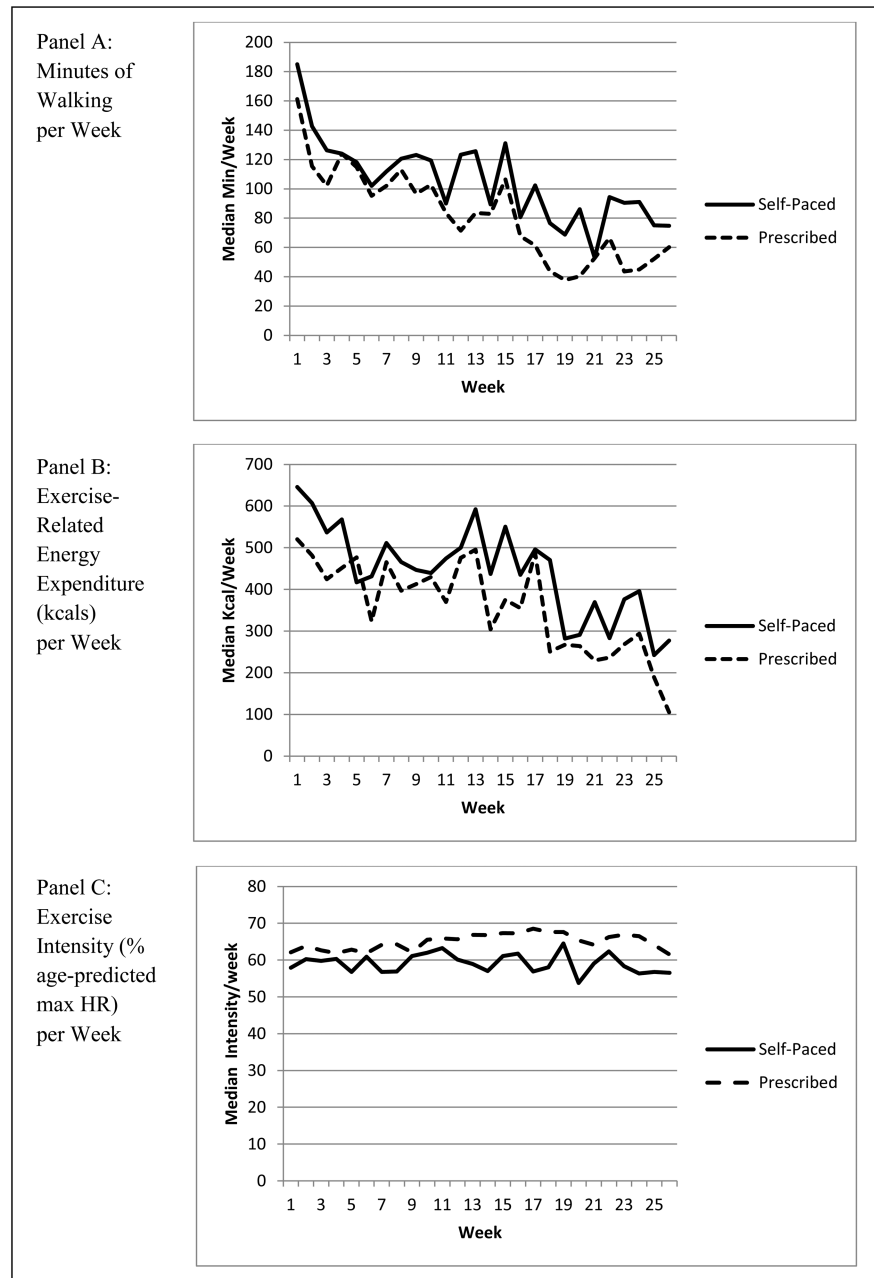 Panel A:
Minutes of
Walking
per Week
200
180
160
140
120
100
80
60
40
20
0
Median Min/Week
1 3 5 7 9 11 13 15 17 19 21 23 25
Week
Self-Paced
Prescribed
Panel B:
Exercise-
Related
Energy
Expenditure
(kcals)
per Week
700
600
500
400
300
200
100
0
Median Kcal/Week
1 3 5 7 9 11 13 15 17 19 21 23 25
Week
Self-Paced
Prescribed
Panel C:
Exercise
Intensity (%
age-predicted
max HR)
per Week
80
70
60
50
40
30
20
10
0
Median Intensity/week
1 3 5 7 9 11 13 15 17 19 21 23 25
Week
Self-Paced
Prescribed